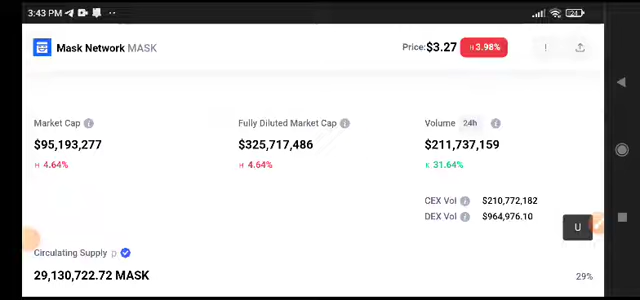 3:43 PM
24
Mask Network MASK Price:$3.27 3.98%
Market Cap Fully Diluted Market Cap Volume 24h
$95,193,277 $325,717,486 $211,737,159
4.64% 4.64% 31.64%
CEX Vol $210,772,182
DEX Vol $964,976.10
U
Circulating Supply
29,130,722.72 MASK 29%